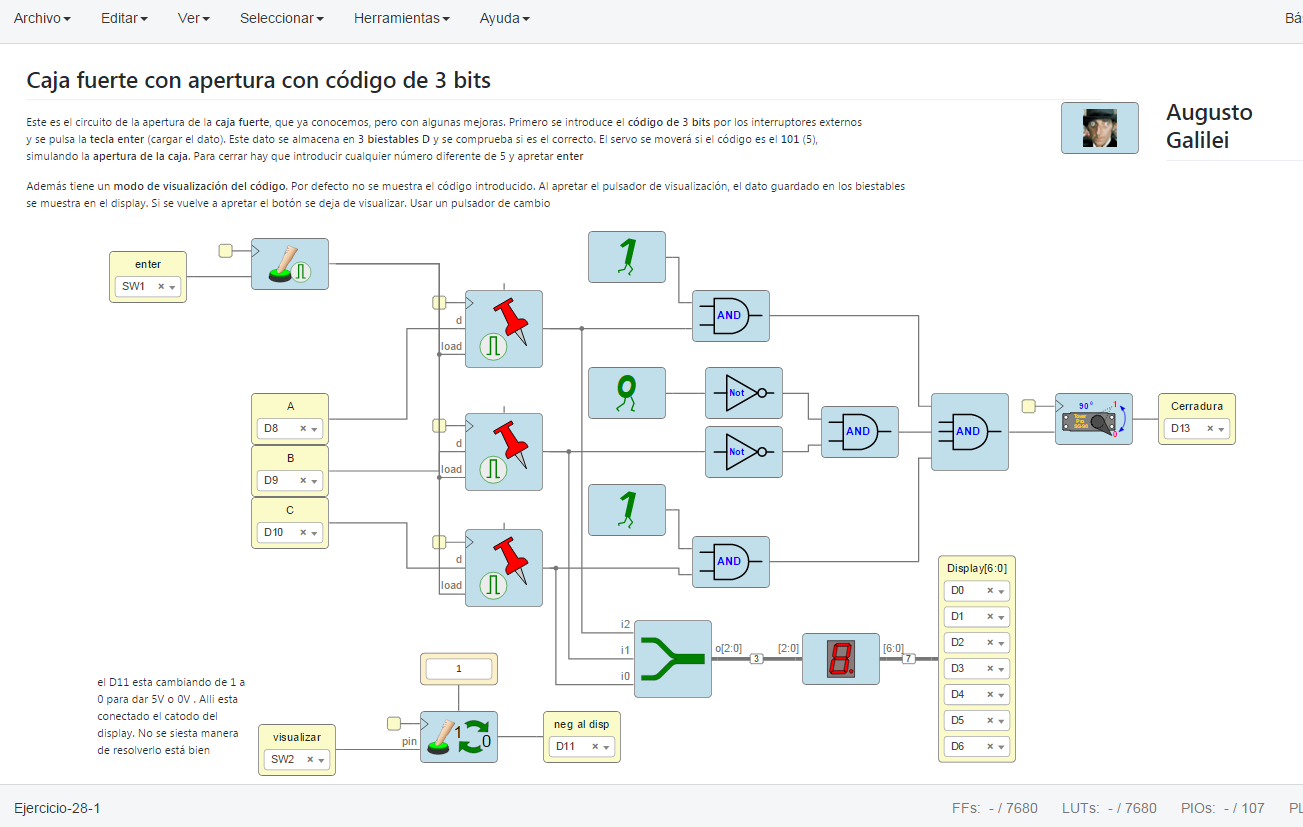 Archivo Editar Ver Seleccionar Herramientas Ayuda Bá
Caja fuerte con apertura con código de 3 bits
Este es el circuito de la apertura de la caja fuerte, que ya conocemos, pero con algunas mejoras. Primero se introduce el código de 3 bits por los interruptores externos
y se pulsa la tecla enter (cargar el dato). Este dato se almacena en 3 biestables D y se comprueba si es el correcto. El servo se moverá si el código es el 101 (5),
simulando la apertura de la caja. Para cerrar hay que introducir cualquier número diferente de 5 y apretar enter
Además tiene un modo de visualización del código. Por defecto no se muestra el código introducido. Al apretar el pulsador de visualización, el dato guardado en los biestables
se muestra en el display. Si se vuelve a apretar el botón se deja de visualizar. Usar un pulsador de cambio
Augusto
Galilei
enter
SW1
1
AND
d
load
A
D8
B
D9
C
D10
0
Not
Not
AND
AND
90°
1
0
Cerradura
D13
d
load
1
AND
d
load
i2
i1
i0
o[2:0]
3
[2:0]
8.
[6:0]
7
Display[6:0]
D0
D1
D2
D3
D4
D5
D6
1
el D11 esta cambiando de 1 a
0 para dar 5V o 0V . Alli esta
conectado el catodo del
display. No se siesta manera
de resolverlo está bien
visualizar
SW2
pin
1
0
neg al disp
D11
Ejercicio-28-1
FFs: - / 7680 LUTs: - / 7680 PIOs: - / 107 PL